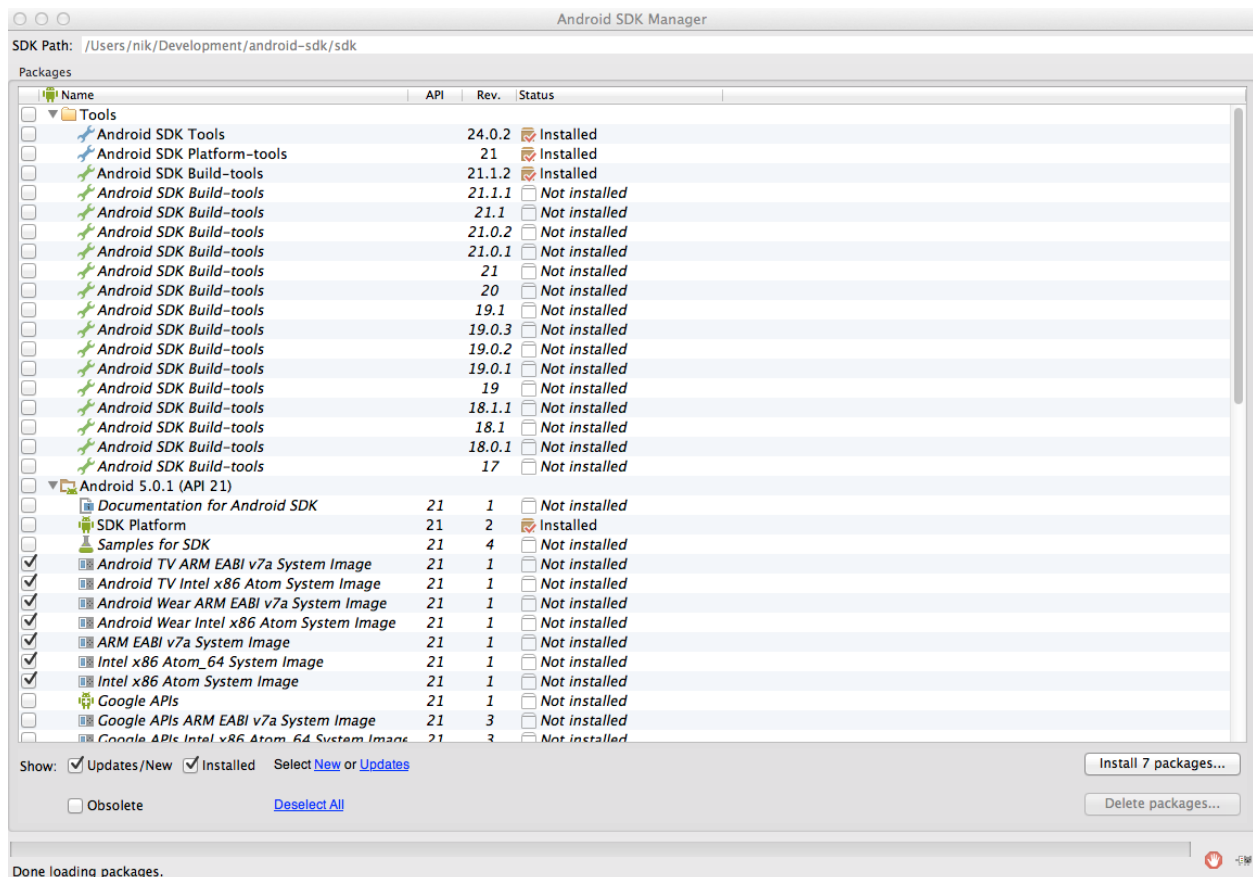 Android SDK Manager
SDK Path: /Users/nik/Development/android-sdk/sdk
Packages
Name API Rev. Status
Tools
Android SDK Tools 24.0.2 Installed
Android SDK Platform-tools 21 Installed
Android SDK Build-tools 21.1.2 Installed
Android SDK Build-tools 21.1.1 Not installed
Android SDK Build-tools 21.1 Not installed
Android SDK Build-tools 21.0.2 Not installed
Android SDK Build-tools 21.0.1 Not installed
Android SDK Build-tools 21 Not installed
Android SDK Build-tools 20 Not installed
Android SDK Build-tools 19.1 Not installed
Android SDK Build-tools 19.0.3 Not installed
Android SDK Build-tools 19.0.2 Not installed
Android SDK Build-tools 19.0.1 Not installed
Android SDK Build-tools 19 Not installed
Android SDK Build-tools 18.1.1 Not installed
Android SDK Build-tools 18.1 Not installed
Android SDK Build-tools 18.0.1 Not installed
Android SDK Build-tools 17 Not installed
Android 5.0.1 (API 21)
Documentation for Android SDK 21 1 Not installed
SDK Platform 21 2 Installed
Samples for SDK 21 4 Not installed
Android TV ARM EABI v7a System Image 21 1 Not installed
Android TV Intel x86 Atom System Image 21 1 Not installed
Android Wear ARM EABI v7a System Image 21 1 Not installed
Android Wear Intel x86 Atom System Image 21 1 Not installed
ARM EABI v7a System Image 21 1 Not installed
Intel x86 Atom_64 System Image 21 1 Not installed
Intel x86 Atom System Image 21 1 Not installed
Google APIs 21 1 Not installed
Google APIs ARM EABI v7a System Image 21 3 Not installed
Google APIs Intel x86 Atom_64 System Image 21 3 Not installed
Show: Updates/New Installed Select New or Updates Install 7 packages...
Obsolete Deselect All Delete packages...
Done loading packages.